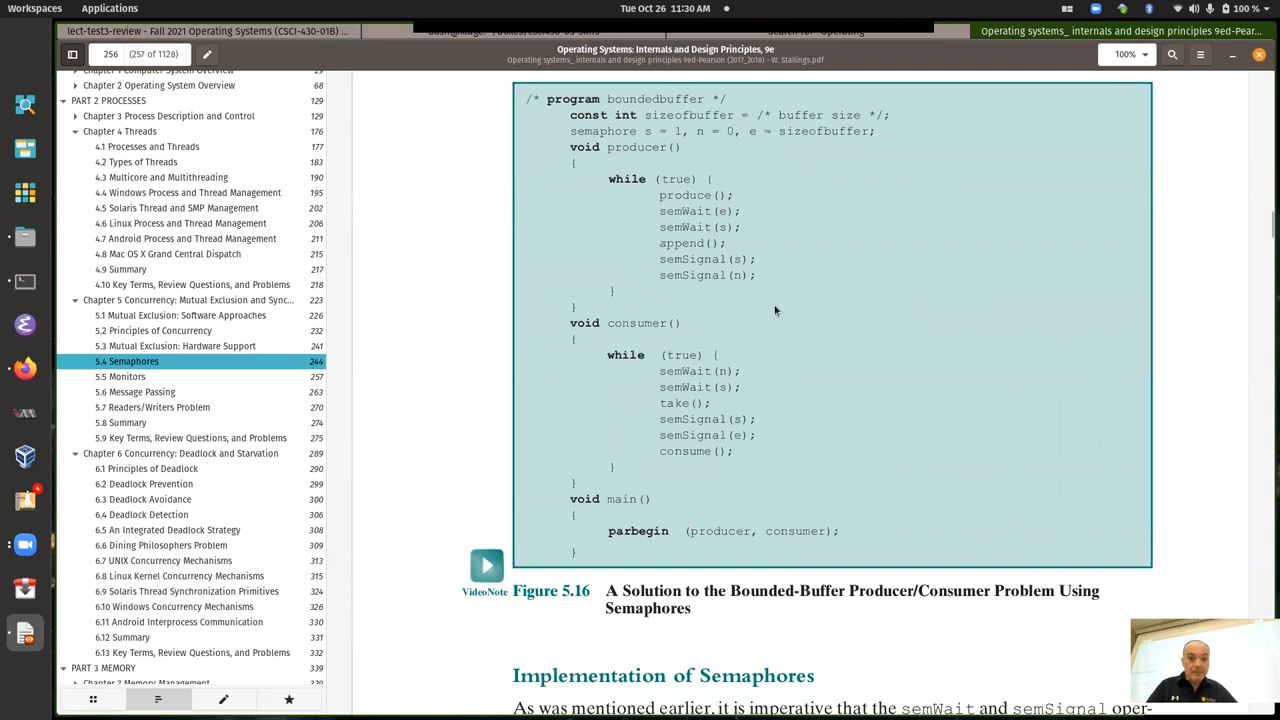 Workspaces Applications
Tue Oct 26 11:30 AM
100 %
lect-test3-review - Fall 2021 Operating Systems (CSCI-430-01B) ...
Operating systems_ internals and design principles 9ed-Pear...
256 (257 of 1128)
Operating Systems: Internals and Design Principles, 9e
Operating systems_ internals and design principles 9ed-Pearson (2017_2018) - W. Stallings.pdf
100%
Chapter 1 Computer System Overview 29
Chapter 2 Operating System Overview 68
PART 2 PROCESSES 129
Chapter 3 Process Description and Control 129
Chapter 4 Threads 176
4.1 Processes and Threads 177
4.2 Types of Threads 183
4.3 Multicore and Multithreading 190
4.4 Windows Process and Thread Management 195
4.5 Solaris Thread and SMP Management 202
4.6 Linux Process and Thread Management 206
4.7 Android Process and Thread Management 211
4.8 Mac OS X Grand Central Dispatch 215
4.9 Summary 217
4.10 Key Terms, Review Questions, and Problems 218
Chapter 5 Concurrency: Mutual Exclusion and Sync... 223
5.1 Mutual Exclusion: Software Approaches 226
5.2 Principles of Concurrency 232
5.3 Mutual Exclusion: Hardware Support 241
5.4 Semaphores 244
5.5 Monitors 257
5.6 Message Passing 263
5.7 Readers/Writers Problem 270
5.8 Summary 274
5.9 Key Terms, Review Questions, and Problems 275
Chapter 6 Concurrency: Deadlock and Starvation 289
6.1 Principles of Deadlock 290
6.2 Deadlock Prevention 299
6.3 Deadlock Avoidance 300
6.4 Deadlock Detection 306
6.5 An Integrated Deadlock Strategy 308
6.6 Dining Philosophers Problem 309
6.7 UNIX Concurrency Mechanisms 313
6.8 Linux Kernel Concurrency Mechanisms 315
6.9 Solaris Thread Synchronization Primitives 324
6.10 Windows Concurrency Mechanisms 326
6.11 Android Interprocess Communication 330
6.12 Summary 331
6.13 Key Terms, Review Questions, and Problems 332
PART 3 MEMORY 339
Chapter 7 Memory Management 339
4
/* program boundedbuffer */
const int sizeofbuffer = /* buffer size */;
semaphore s = 1, n = 0, e = sizeofbuffer;
void producer()
{
while (true) {
produce();
semWait(e);
semWait(s);
append();
semSignal(s);
semSignal(n);
}
}
void consumer()
{
while (true) {
semWait(n);
semWait(s);
take();
semSignal(s);
semSignal(e);
consume();
}
}
void main()
{
parbegin (producer, consumer);
}
VideoNote
Figure 5.16 A Solution to the Bounded-Buffer Producer/Consumer Problem Using
Semaphores
Implementation of Semaphores
As was mentioned earlier, it is imperative that the semWait and semSignal oper-